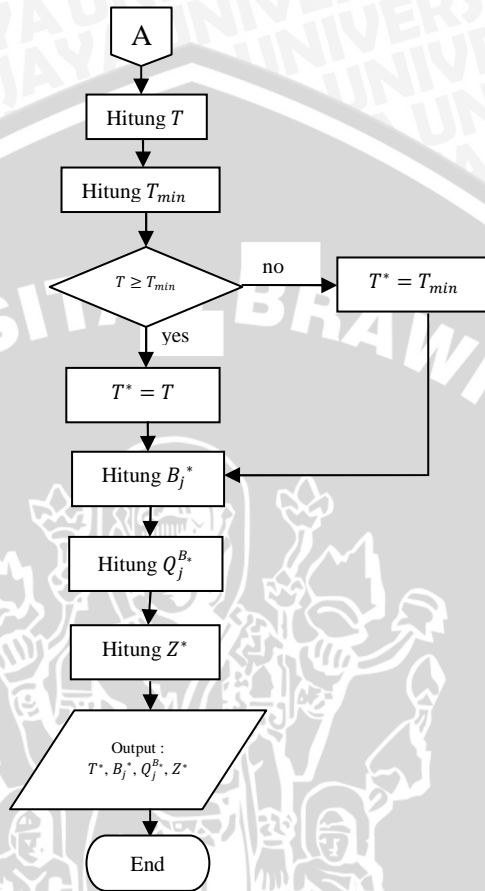 A
Hitung T
Hitung T_min
T ≥ T_min
no
T* = T_min
yes
T* = T
Hitung B_j*
Hitung Q_j^B*
Hitung Z*
Output :
T*, B_j*, Q_j^B*, Z*
End